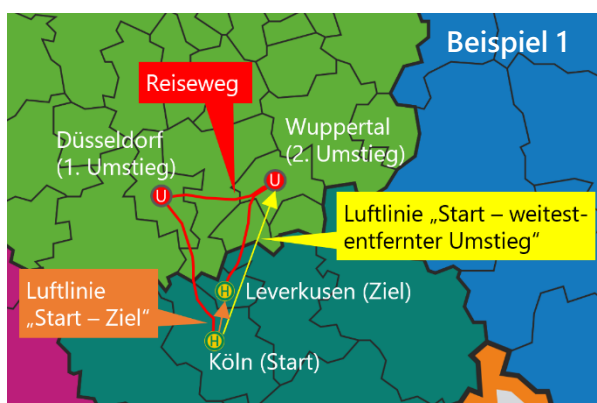 Beispiel 1
Reiseweg
Düsseldorf
(1. Umstieg)
Wuppertal
(2. Umstieg)
U
U
Luftlinie „Start – weitest-
entfernter Umstieg“
Luftlinie
„Start – Ziel“
H
Leverkusen (Ziel)
H
Köln (Start)